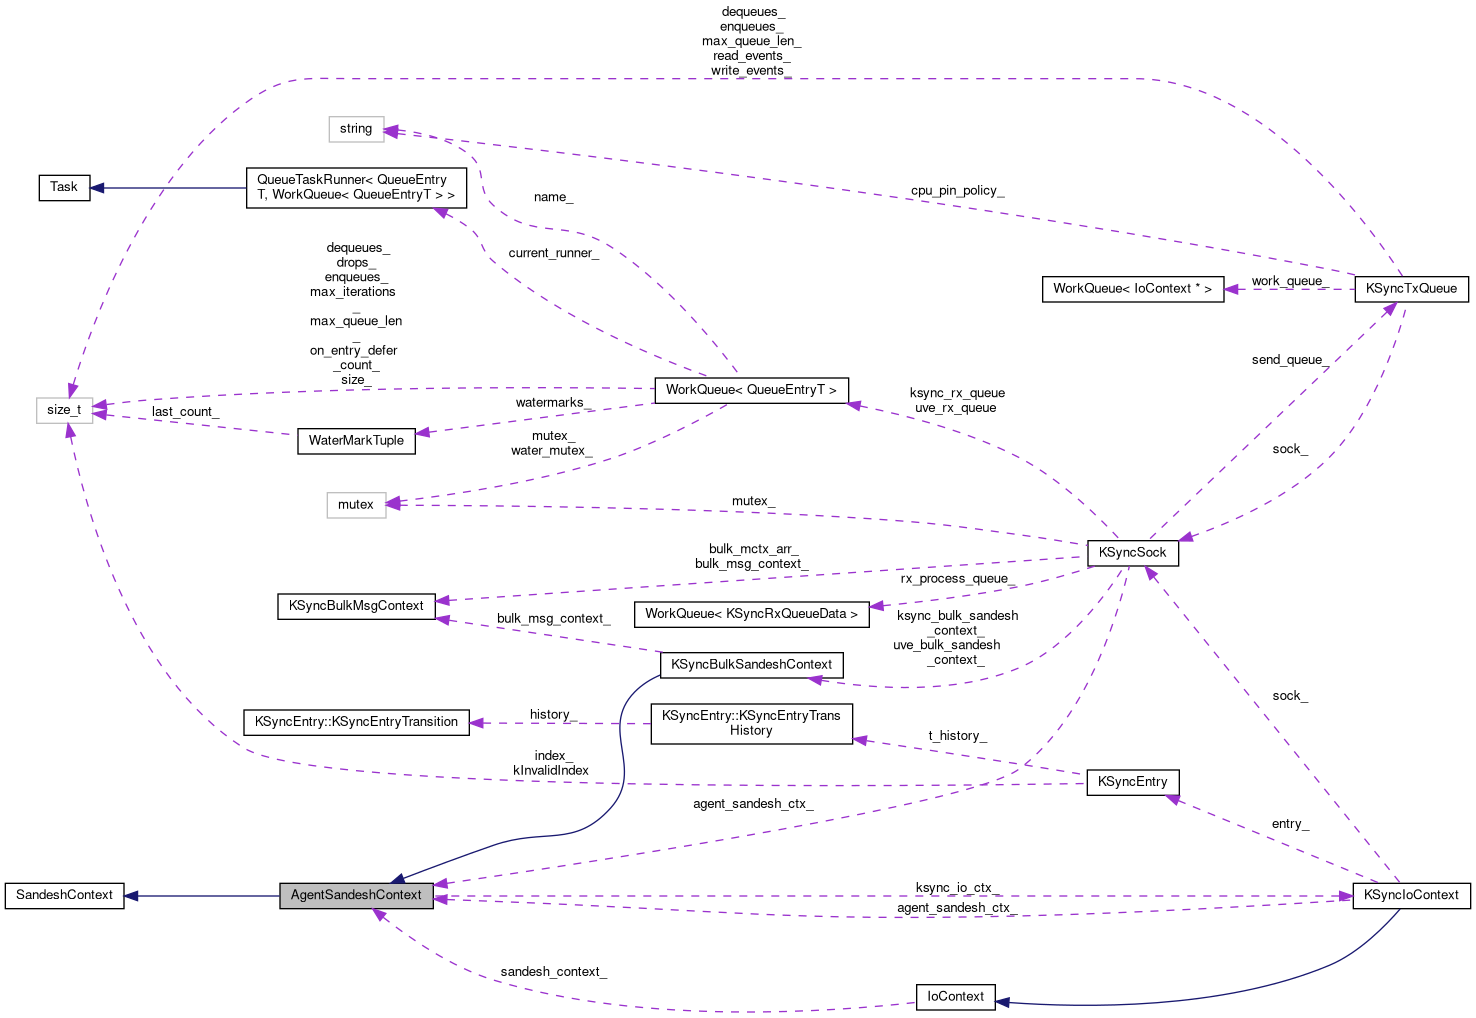 dequeues_
enqueues_
max_queue_len_
read_events_
write_events_
string
Task
QueueTaskRunner< QueueEntry
T, WorkQueue< QueueEntryT > >
name_
cpu_pin_policy_
current_runner_
dequeues_
drops_
enqueues_
max_iterations
_
max_queue_len
_
on_entry_defer
_count_
size_
WorkQueue< IoContext * >
work_queue_
KSyncTxQueue
send_queue_
WorkQueue< QueueEntryT >
ksync_rx_queue
uve_rx_queue
size_t
last_count_
watermarks_
WaterMarkTuple
mutex_
water_mutex_
sock_
mutex
mutex_
KSyncSock
bulk_mctx_arr_
bulk_msg_context_
rx_process_queue_
KSyncBulkMsgContext
WorkQueue< KSyncRxQueueData >
bulk_msg_context_
ksync_bulk_sandesh
_context_
uve_bulk_sandesh
_context_
KSyncBulkSandeshContext
sock_
KSyncEntry::KSyncEntryTransition
history_
KSyncEntry::KSyncEntryTrans
History
t_history_
index_
kInvalidIndex
KSyncEntry
agent_sandesh_ctx_
entry_
SandeshContext
AgentSandeshContext
ksync_io_ctx_
agent_sandesh_ctx_
KSyncIoContext
sandesh_context_
IoContext